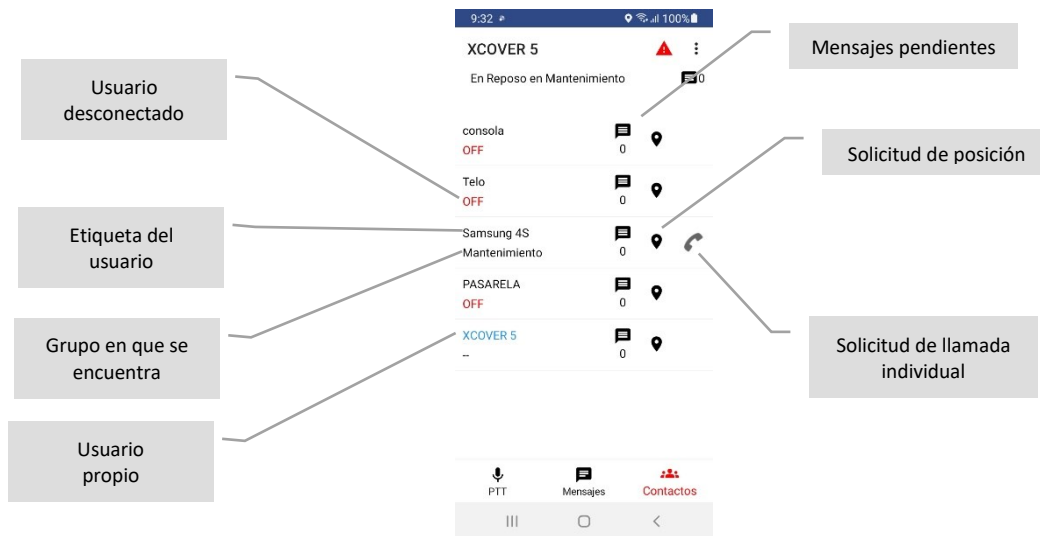 9:32 100%
XCOVER 5
En Reposo en Mantenimiento 0
consola
OFF 0
Telo
OFF 0
Samsung 4S
Mantenimiento 0
PASARELA
OFF 0
XCOVER 5
-- 0
PTT Mensajes Contactos
Usuario
desconectado
Etiqueta del
usuario
Grupo en que se
encuentra
Usuario
propio
Mensajes pendientes
Solicitud de posición
Solicitud de llamada
individual